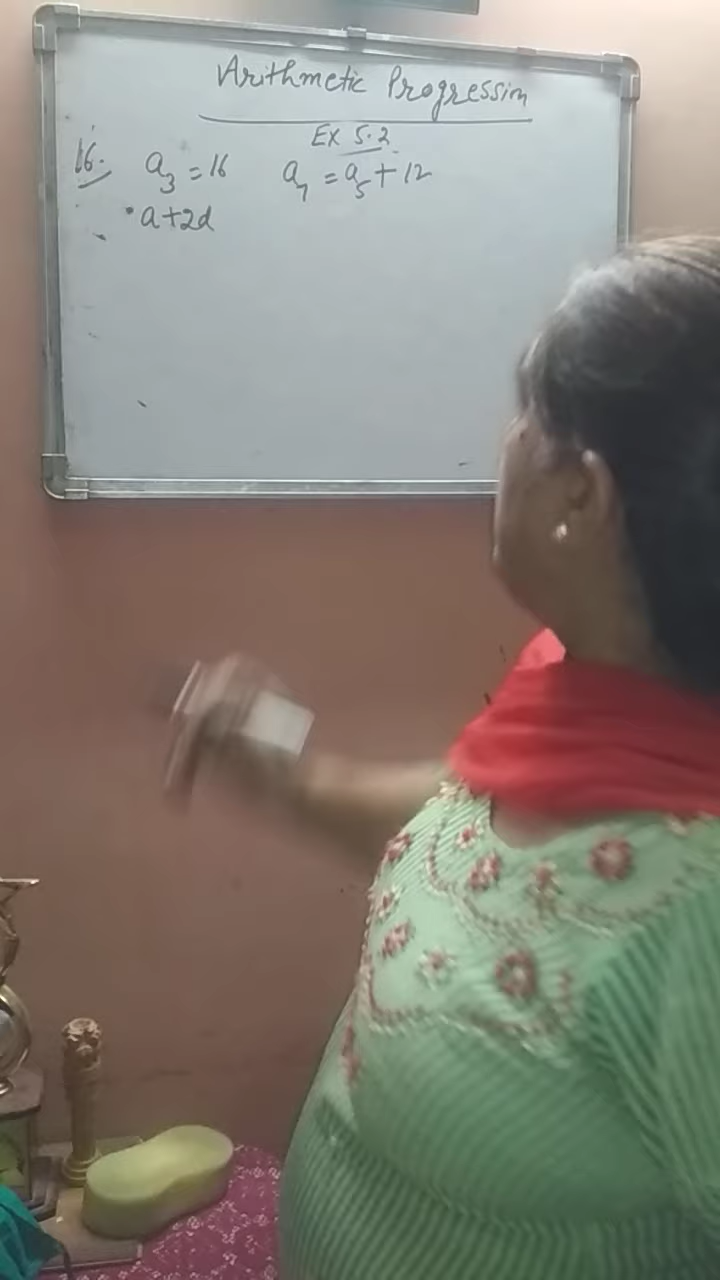 Arithmetic Progression
Ex 5.2
16. a₃ = 16 a₇ = a₅ + 12
a+2d